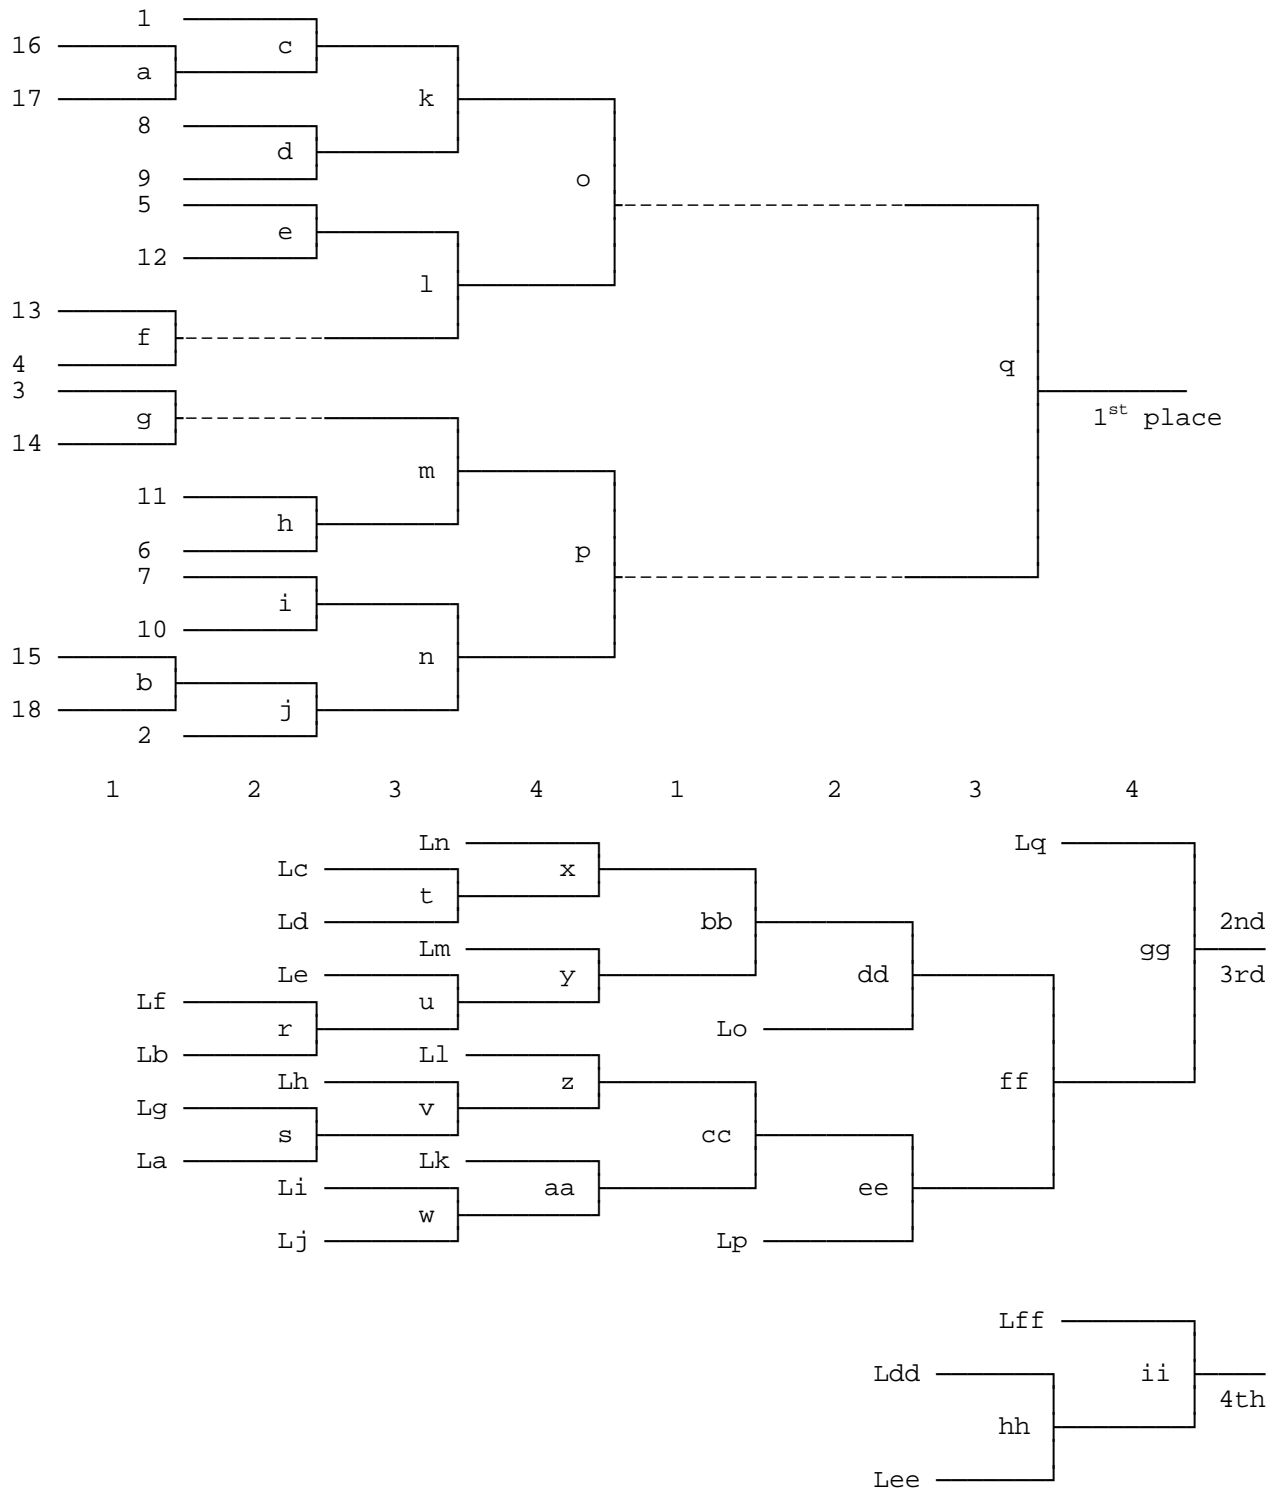 1
16 c
a
17 k
8
d
9 o
5
e
12
l
13
f
4 q
3
g 1st place
14
m
11
h
6 p
7
i
10
15 n
b
18 j
2
1 2 3 4 1 2 3 4
Ln Lq
Lc x
t
Ld bb 2nd
Lm gg
Le y dd 3rd
Lf u
r Lo
Lb Ll
Lh z ff
Lg v
s cc
La Lk
Li aa ee
w
Lj Lp
Lff
Ldd ii
4th
hh
Lee